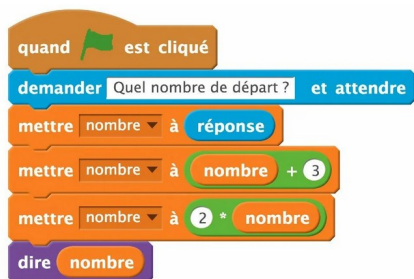 quand est cliqué
demander Quel nombre de départ ? et attendre
mettre nombre à réponse
mettre nombre à nombre + 3
mettre nombre à 2 * nombre
dire nombre